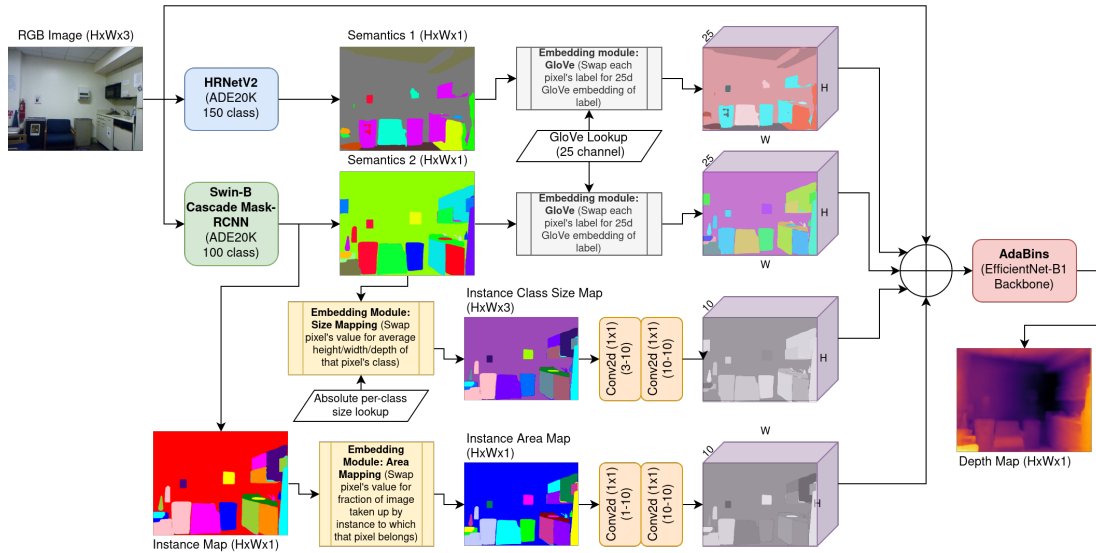 RGB Image (HxWx3)
HRNetV2
(ADE20K
150 class)
Semantics 1 (HxWx1)
Embedding module:
GloVe (Swap each
pixel's label for 25d
GloVe embedding of
label)
25
H
W
GloVe Lookup
(25 channel)
Swin-B
Cascade Mask-
RCNN
(ADE20K
100 class)
Semantics 2 (HxWx1)
Embedding module:
GloVe (Swap each
pixel's label for 25d
GloVe embedding of
label)
25
H
W
AdaBins
(EfficientNet-B1
Backbone)
Embedding Module:
Size Mapping (Swap
pixel's value for average
height/width/depth of
that pixel's class)
Absolute per-class
size lookup
Instance Class Size Map
(HxWx3)
Conv2d (1x1)
(3-10)
Conv2d (1x1)
(10-10)
10
H
W
Depth Map (HxWx1)
Instance Map (HxWx1)
Embedding
Module: Area
Mapping (Swap
pixel's value for
fraction of image
taken up by
instance to which
that pixel belongs)
Instance Area Map
(HxWx1)
Conv2d (1x1)
(1-10)
Conv2d (1x1)
(10-10)
10
H